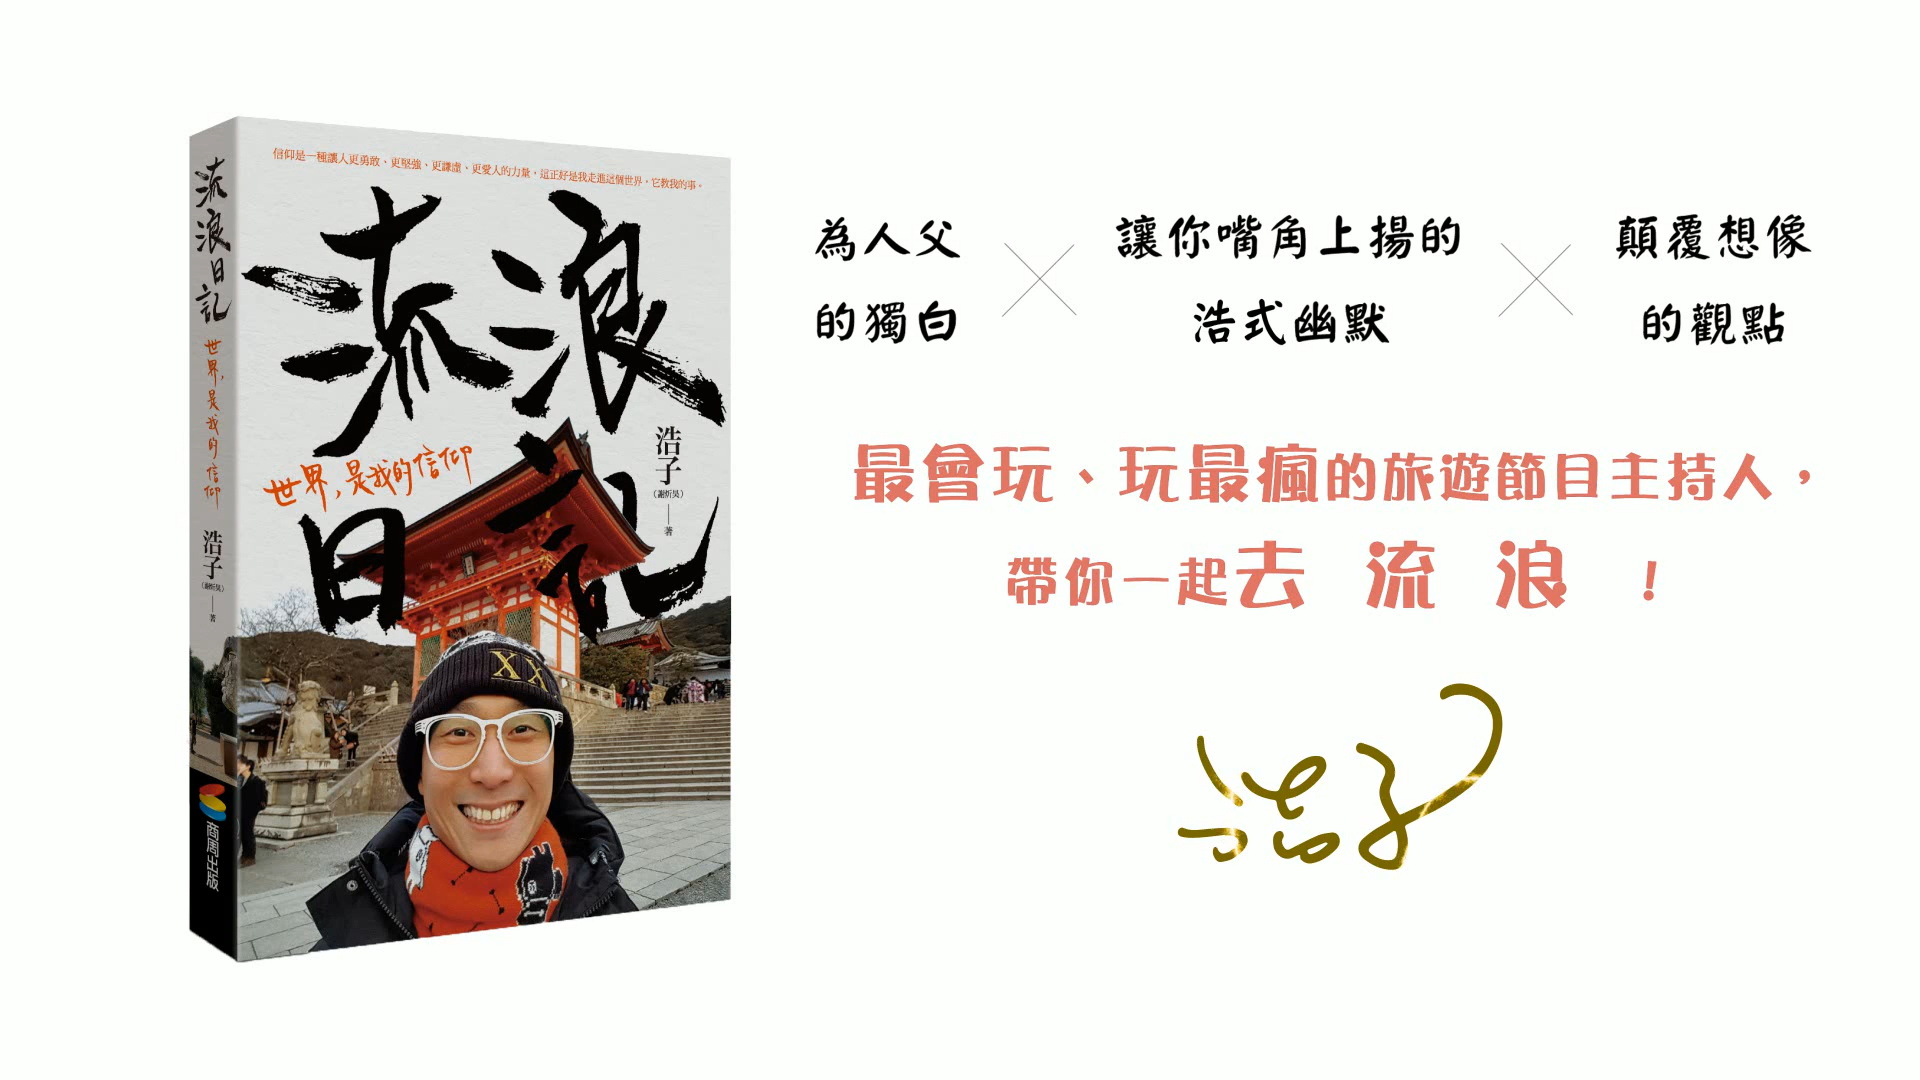 流浪日記
世界，是我的信仰
浩子
（謝炘昊）
著
商周出版
信仰是一種讓人更勇敢、更堅強、更謙虛、更愛人的力量，這正好是我走進這個世界，它教我的事。
流浪
日記
世界，是我的信仰
浩子
（謝炘昊）
著
XX
為人父
的獨白
讓你嘴角上揚的
浩式幽默
顛覆想像
的觀點
最會玩、玩最瘋的旅遊節目主持人，
帶你一起去流浪！
浩子